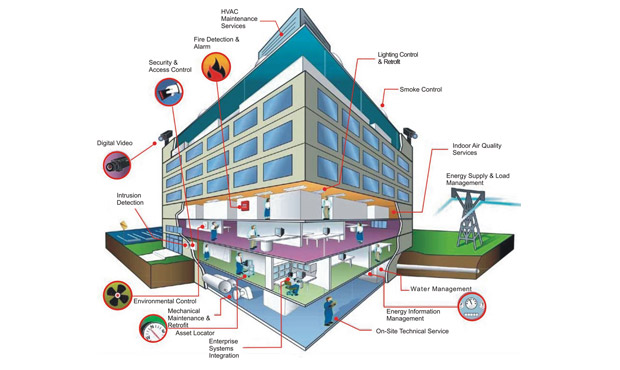 HVAC
Maintenance
Services
Fire Detection &
Alarm
Lighting Control
& Retrofit
Security &
Access Control
Smoke Control
Digital Video
Indoor Air Quality
Services
Energy Supply & Load
Management
Intrusion
Detection
Water Management
Environmental Control
Mechanical
Maintenance &
Retrofit
Energy Information
Management
Asset Locator
On-Site Technical Service
Enterprise
Systems
Integration